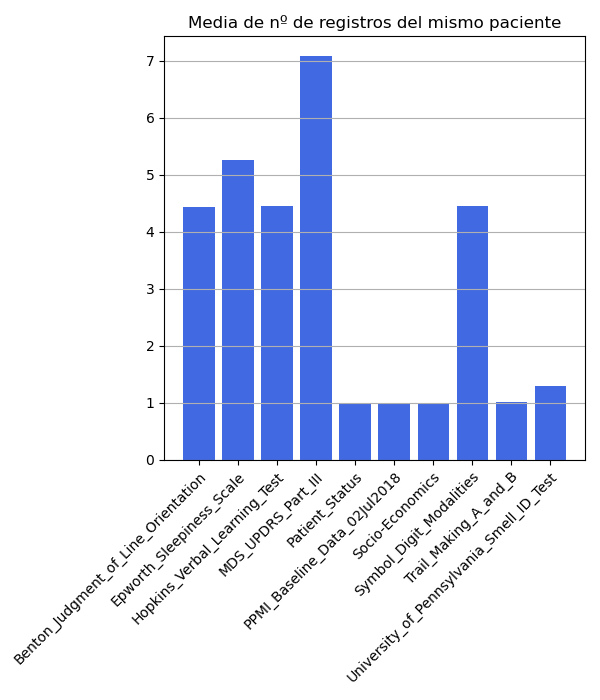 Media de nº de registros del mismo paciente
7
6
5
4
3
2
1
0
Benton_Judgment_of_Line_Orientation
Epworth_Sleepiness_Scale
Hopkins_Verbal_Learning_Test
MDS_UPDRS_Part_III
Patient_Status
PPMI_Baseline_Data_02Jul2018
Socio-Economics
Symbol_Digit_Modalities
Trail_Making_A_and_B
University_of_Pennsylvania_Smell_ID_Test